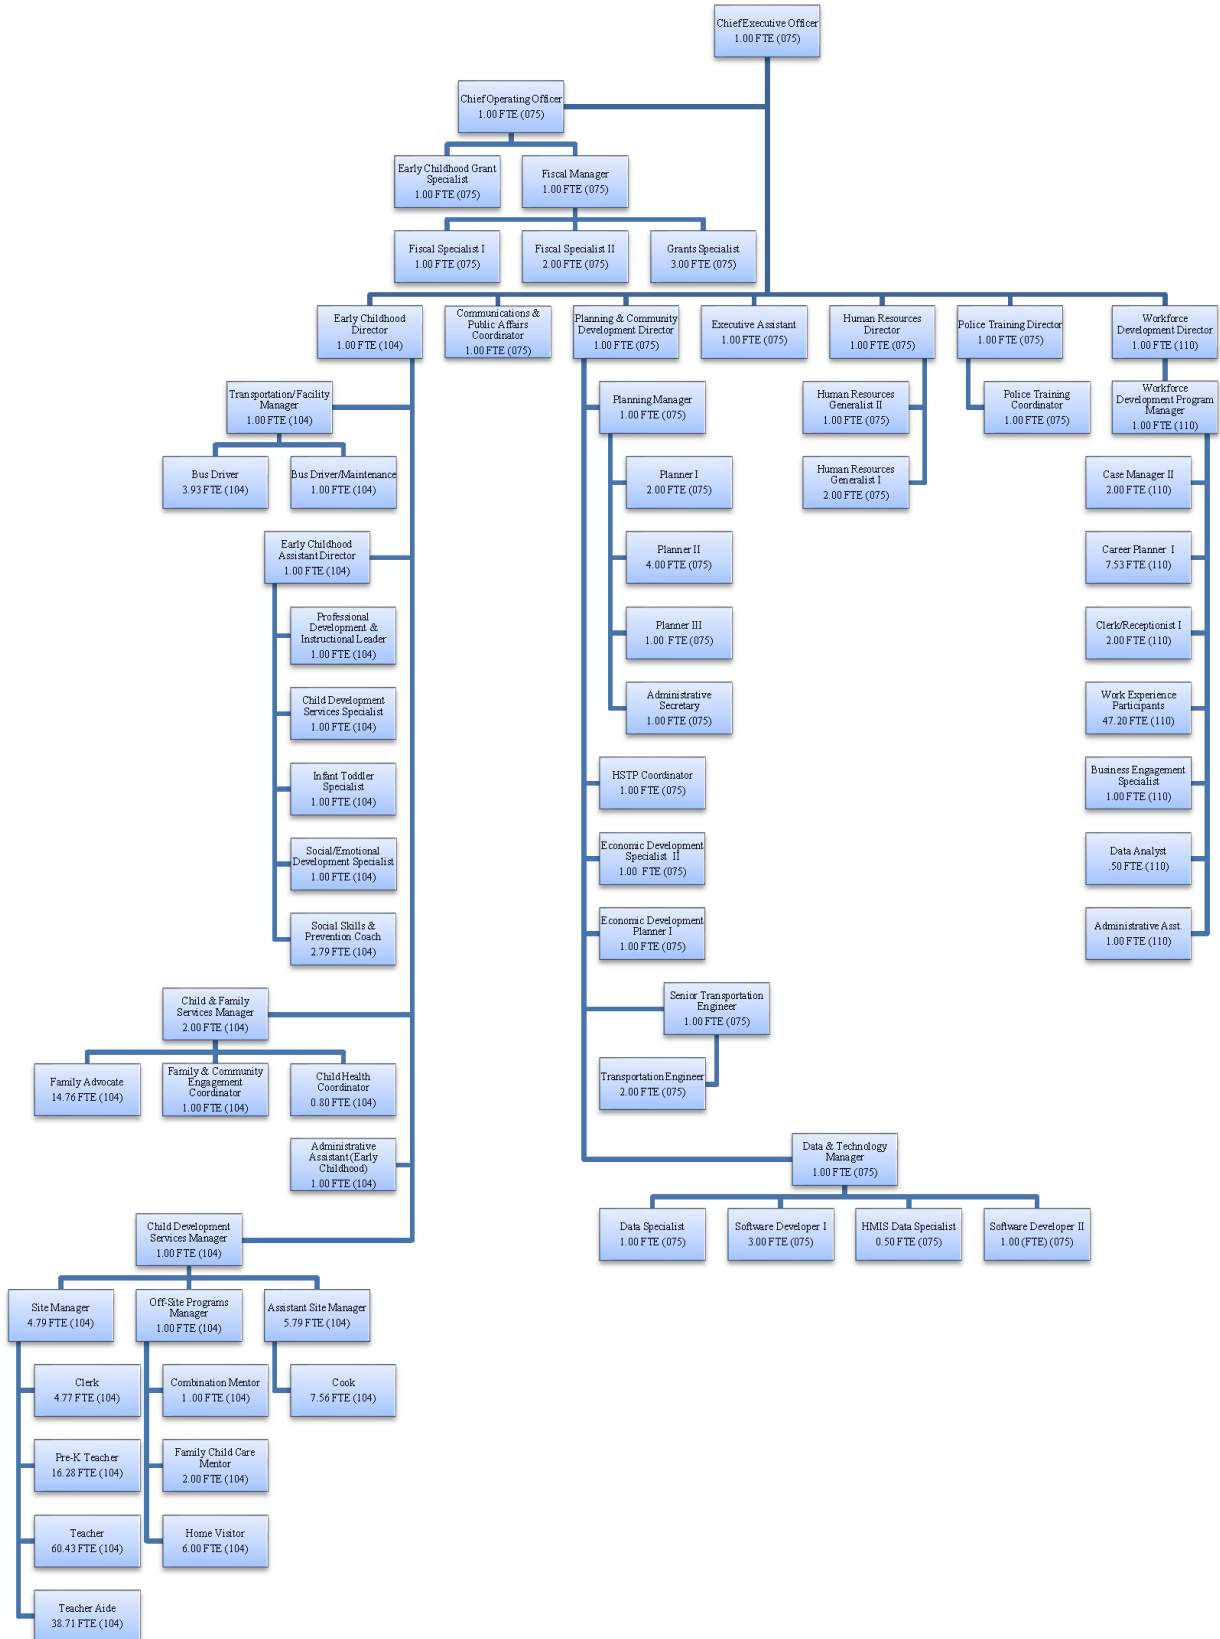 Chief Executive Officer
1.00 FTE (075)
Chief Operating Officer
1.00 FTE (075)
Early Childhood Grant
Specialist
1.00 FTE (075)
Fiscal Manager
1.00 FTE (075)
Fiscal Specialist I
1.00 FTE (075)
Fiscal Specialist II
2.00 FTE (075)
Grants Specialist
3.00 FTE (075)
Early Childhood
Director
1.00 FTE (104)
Communications &
Public Affairs
Coordinator
1.00 FTE (075)
Planning & Community
Development Director
1.00 FTE (075)
Executive Assistant
1.00 FTE (075)
Human Resources
Director
1.00 FTE (075)
Police Training Director
1.00 FTE (075)
Workforce
Development Director
1.00 FTE (110)
Transportation/Facility
Manager
1.00 FTE (104)
Bus Driver
3.93 FTE (104)
Bus Driver/Maintenance
1.00 FTE (104)
Early Childhood
Assistant Director
1.00 FTE (104)
Professional
Development &
Instructional Leader
1.00 FTE (104)
Child Development
Services Specialist
1.00 FTE (104)
Infant Toddler
Specialist
1.00 FTE (104)
Social/Emotional
Development Specialist
1.00 FTE (104)
Social Skills &
Prevention Coach
2.79 FTE (104)
Child & Family
Services Manager
2.00 FTE (104)
Family Advocate
14.76 FTE (104)
Family & Community
Engagement
Coordinator
1.00 FTE (104)
Child Health
Coordinator
0.80 FTE (104)
Administrative
Assistant (Early
Childhood)
1.00 FTE (104)
Child Development
Services Manager
1.00 FTE (104)
Site Manager
4.79 FTE (104)
Off-Site Programs
Manager
1.00 FTE (104)
Assistant Site Manager
5.79 FTE (104)
Clerk
4.77 FTE (104)
Pre-K Teacher
16.28 FTE (104)
Teacher
60.43 FTE (104)
Teacher Aide
38.71 FTE (104)
Combination Mentor
1.00 FTE (104)
Family Child Care
Mentor
2.00 FTE (104)
Home Visitor
6.00 FTE (104)
Cook
7.56 FTE (104)
Planning Manager
1.00 FTE (075)
Planner I
2.00 FTE (075)
Planner II
4.00 FTE (075)
Planner III
1.00 FTE (075)
Administrative
Secretary
1.00 FTE (075)
HSTP Coordinator
1.00 FTE (075)
Economic Development
Specialist II
1.00 FTE (075)
Economic Development
Planner I
1.00 FTE (075)
Senior Transportation
Engineer
1.00 FTE (075)
Transportation Engineer
2.00 FTE (075)
Data & Technology
Manager
1.00 FTE (075)
Data Specialist
1.00 FTE (075)
Software Developer I
3.00 FTE (075)
HMIS Data Specialist
0.50 FTE (075)
Software Developer II
1.00 (FTE) (075)
Human Resources
Generalist II
1.00 FTE (075)
Human Resources
Generalist I
2.00 FTE (075)
Police Training
Coordinator
1.00 FTE (075)
Workforce
Development Program
Manager
1.00 FTE (110)
Case Manager II
2.00 FTE (110)
Career Planner I
7.53 FTE (110)
Clerk/Receptionist I
2.00 FTE (110)
Work Experience
Participants
47.20 FTE (110)
Business Engagement
Specialist
1.00 FTE (110)
Data Analyst
.50 FTE (110)
Administrative Asst.
1.00 FTE (110)